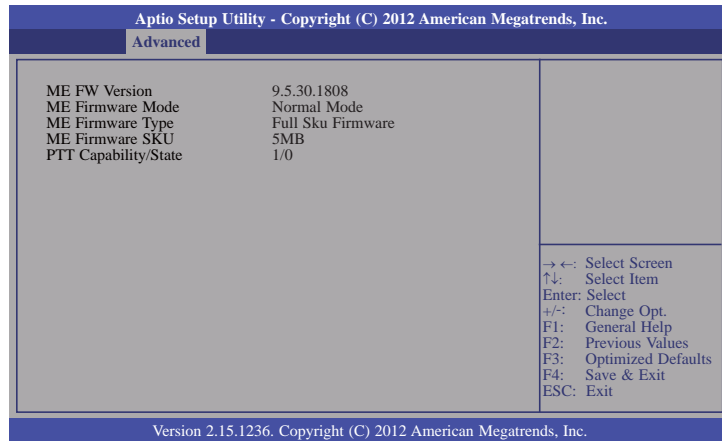 Aptio Setup Utility - Copyright (C) 2012 American Megatrends, Inc.
Advanced
ME FW Version 9.5.30.1808
ME Firmware Mode Normal Mode
ME Firmware Type Full Sku Firmware
ME Firmware SKU 5MB
PTT Capability/State 1/0
→ ←: Select Screen
↑↓: Select Item
Enter: Select
+/-: Change Opt.
F1: General Help
F2: Previous Values
F3: Optimized Defaults
F4: Save & Exit
ESC: Exit
Version 2.15.1236. Copyright (C) 2012 American Megatrends, Inc.